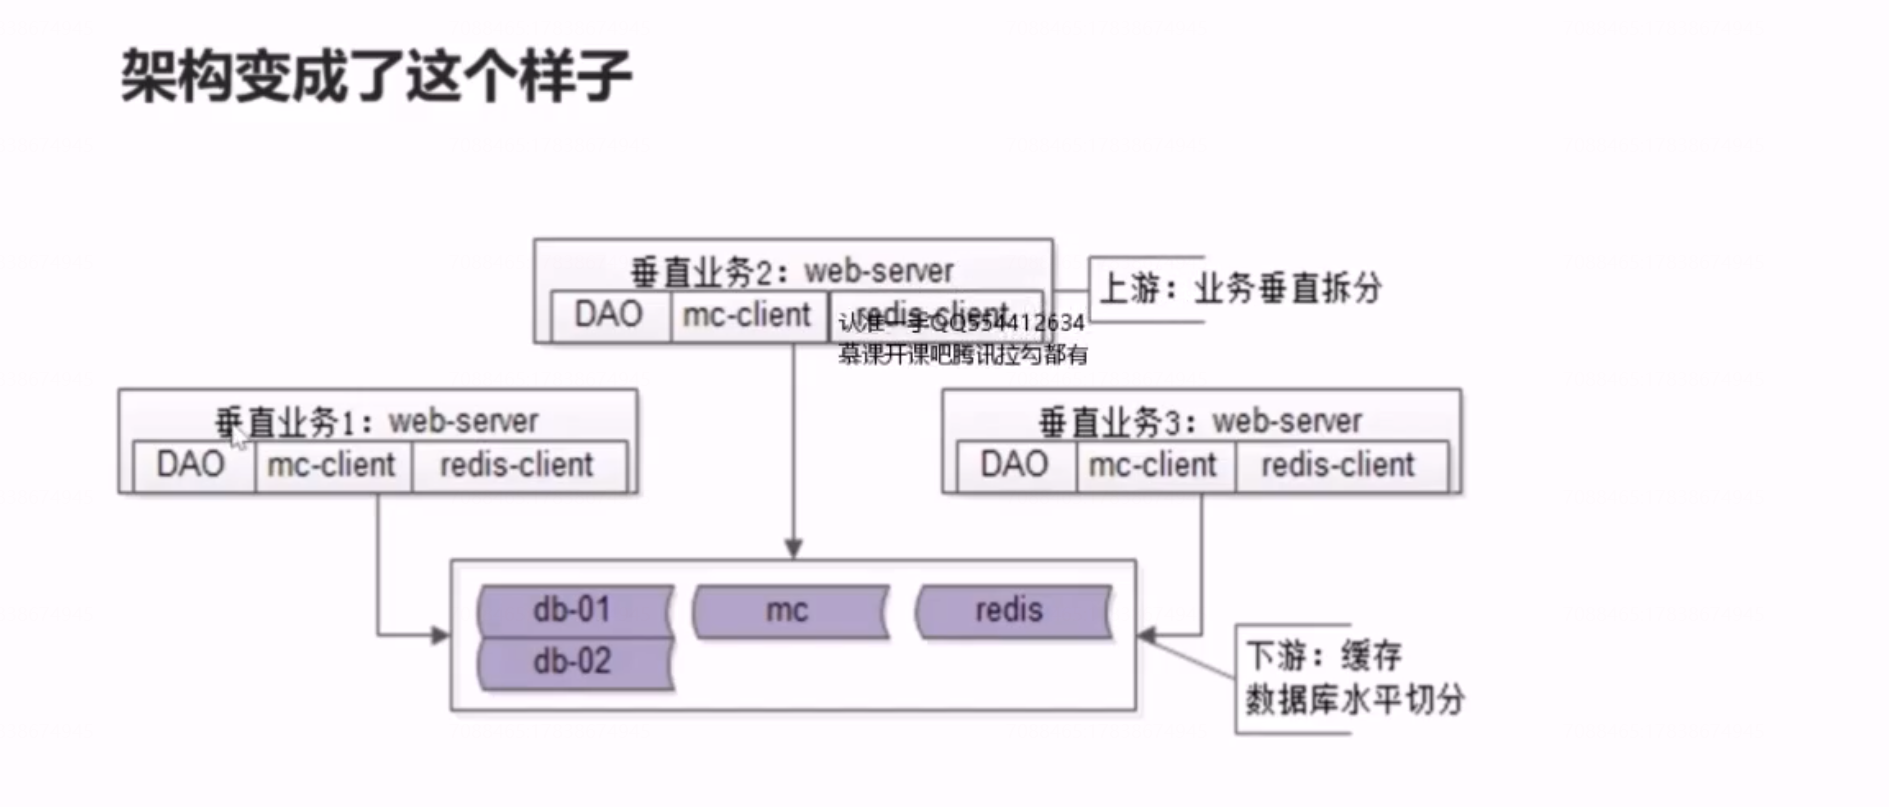 架构变成了这个样子
垂直业务2：web-server
DAO mc-client redis-client
上游：业务垂直拆分
认准一手QQ554412634
慕课开课吧腾讯拉勾都有
垂直业务1：web-server
DAO mc-client redis-client
垂直业务3：web-server
DAO mc-client redis-client
db-01 mc redis
db-02
下游：缓存
数据库水平切分